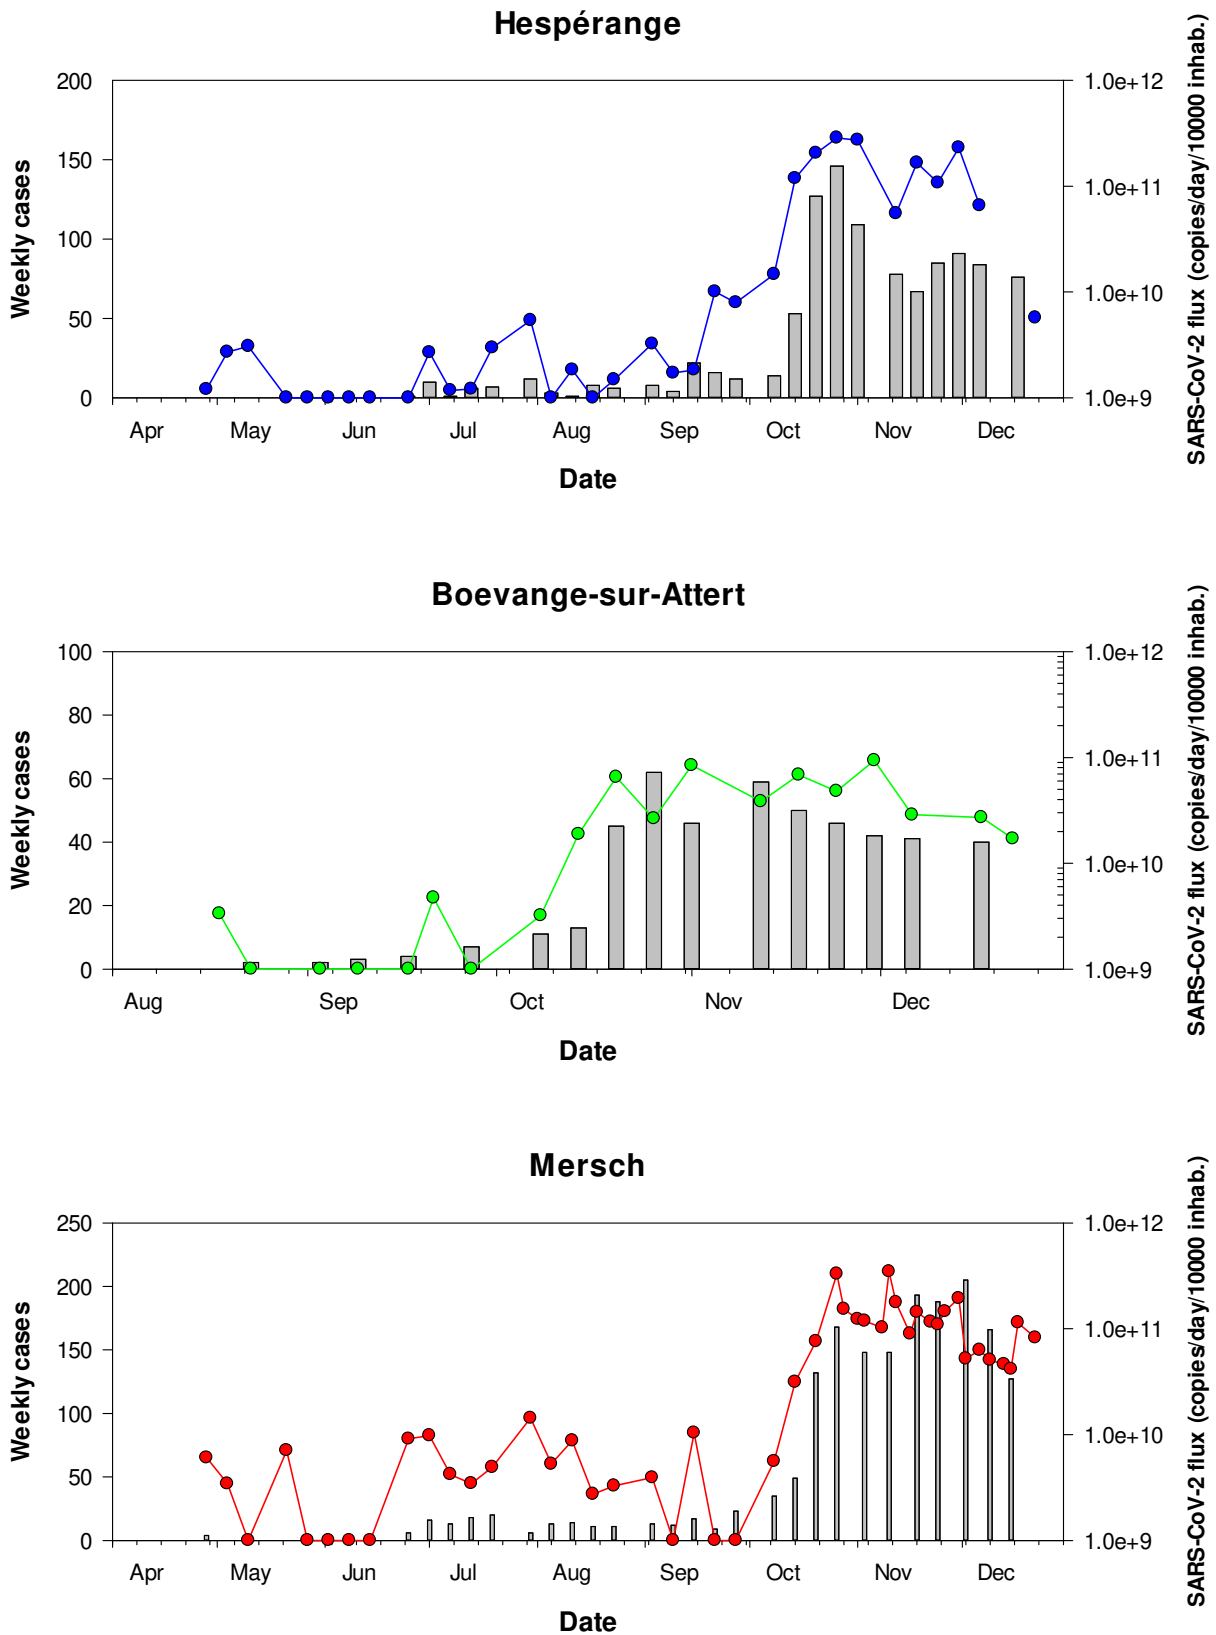 Hespérange
200
150
100
50
0
Weekly cases
1.0e+12
1.0e+11
1.0e+10
1.0e+9
SARS-CoV-2 flux (copies/day/10000 inhab.)
Apr May Jun Jul Aug Sep Oct Nov Dec
Date
Boevange-sur-Attert
100
80
60
40
20
0
Weekly cases
1.0e+12
1.0e+11
1.0e+10
1.0e+9
SARS-CoV-2 flux (copies/day/10000 inhab.)
Aug Sep Oct Nov Dec
Date
Mersch
250
200
150
100
50
0
Weekly cases
1.0e+12
1.0e+11
1.0e+10
1.0e+9
SARS-CoV-2 flux (copies/day/10000 inhab.)
Apr May Jun Jul Aug Sep Oct Nov Dec
Date